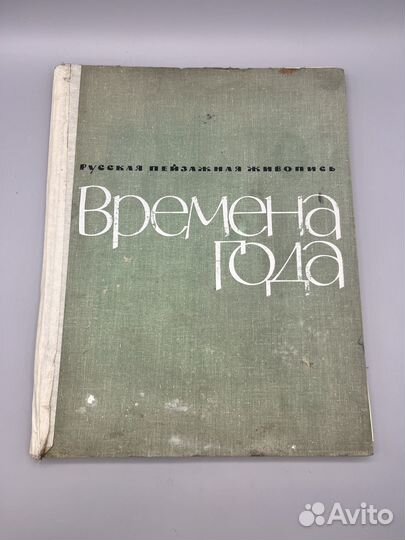 Русская пейзажная живопись
Времена
года
Avito